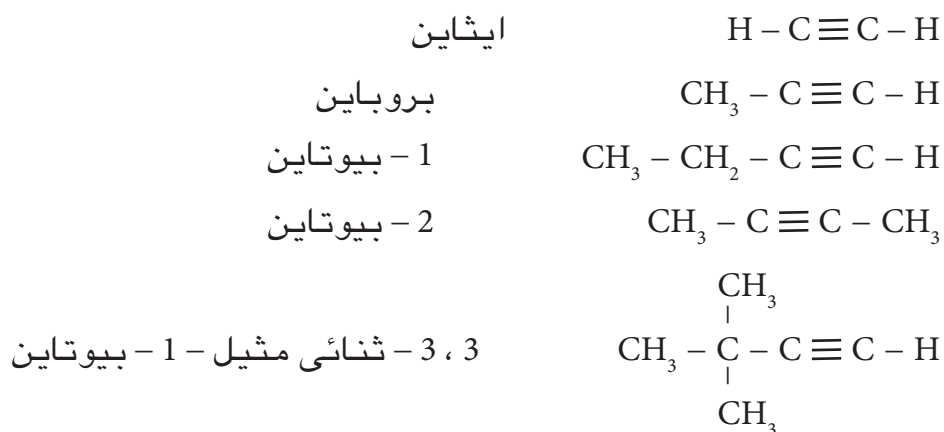 ايثاين H – C ≡ C – H
بروباين CH₃ – C ≡ C – H
1 – بيوتاين CH₃ – CH₂ – C ≡ C – H
2 – بيوتاين CH₃ – C ≡ C – CH₃
CH₃
3 ، 3 – ثنائى مثيل – 1 – بيوتاين CH₃ – C – C ≡ C – H
CH₃